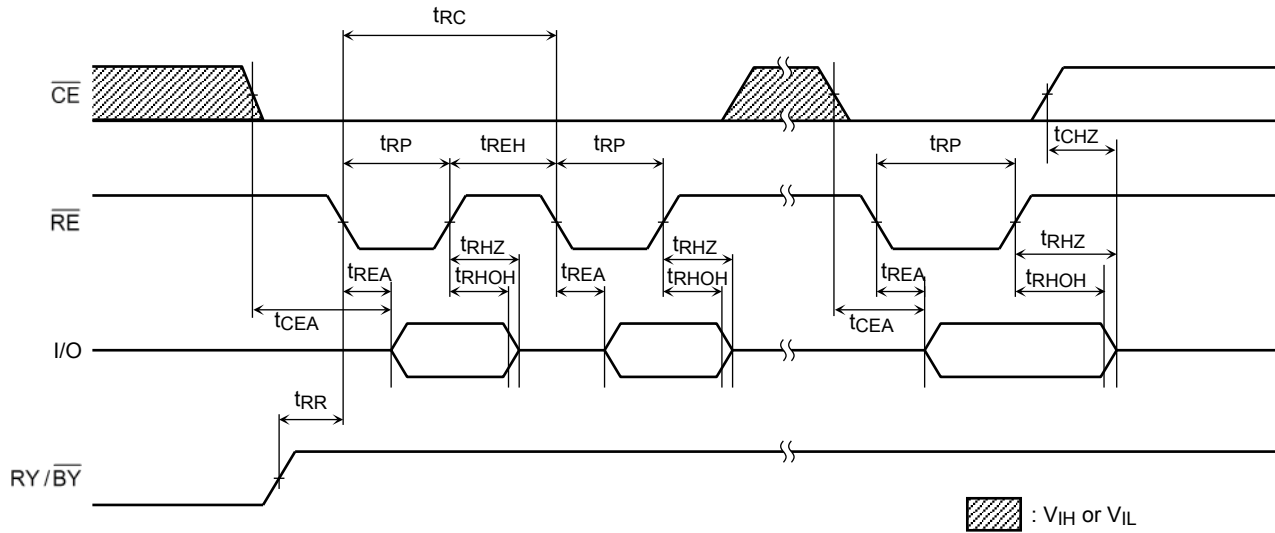 tRC
CE
tCHZ
tRP tREH tRP tRP
RE
tRHZ tRHZ tRHZ
tREA tRHOH tREA tRHOH tREA tRHOH
tCEA tCEA
I/O
tRR
RY/BY
: VIH or VIL